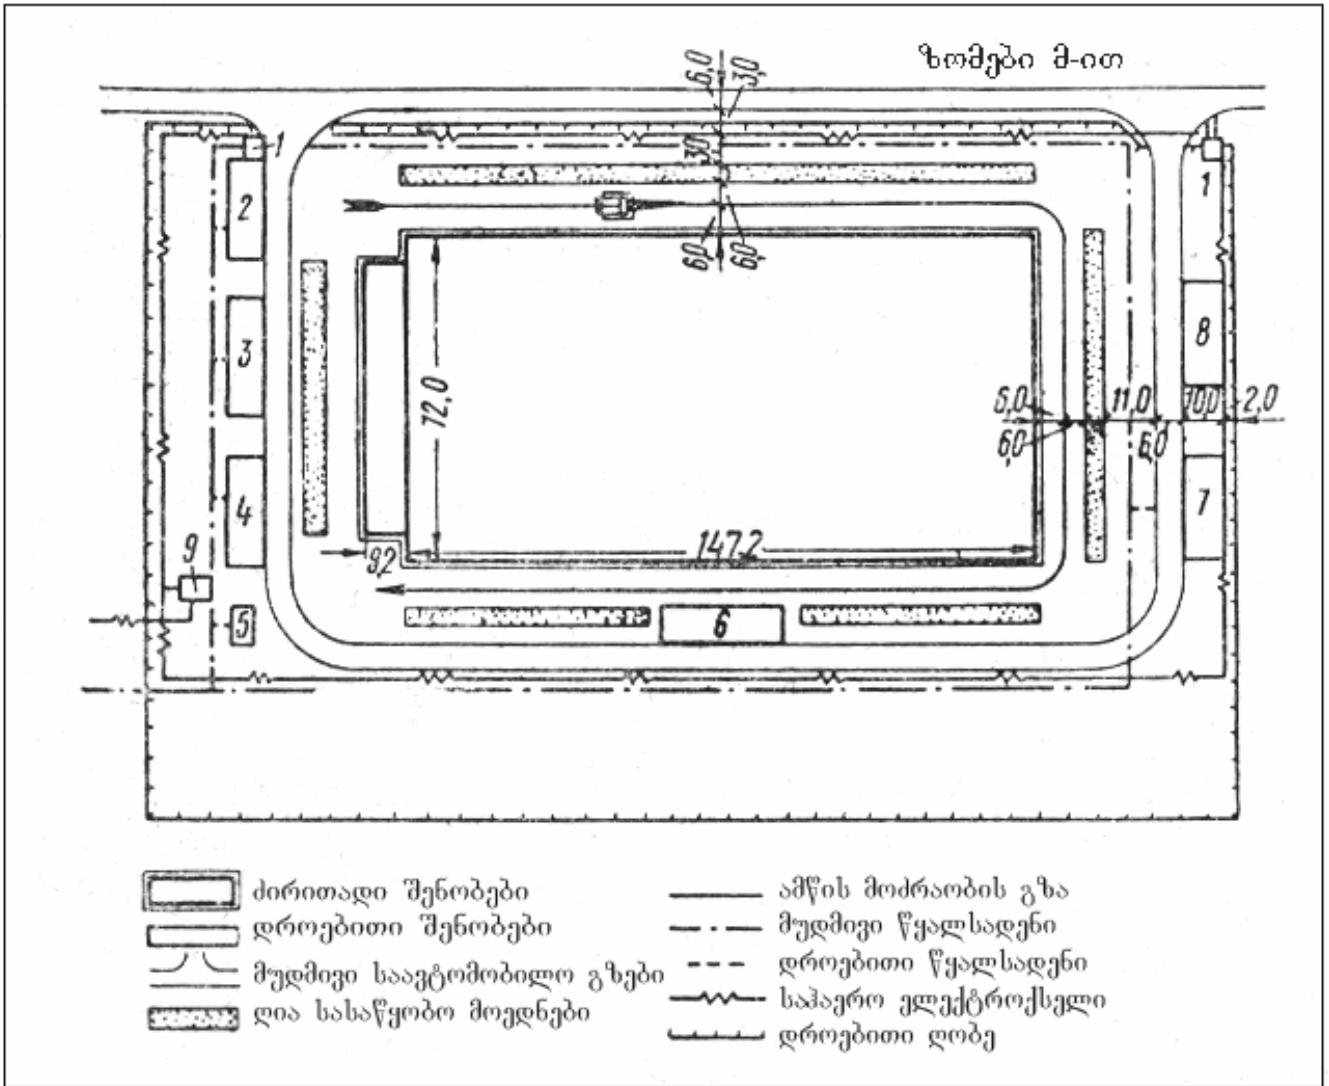 ზომები მ-ით
6,0 3,0
1
30
1
2
6,0 6,0
3
72,0
8
6,0 11,0 10,0 2,0
6,0 6,0
4
7
9
147,2
9,2
5
6
ძირითადი შენობები
დროებითი შენობები
მუდმივი საავტომობილო გზები
ღია სასაწყობო მოედნები
ამწის მოძრაობის გზა
მუდმივი წყალსადენი
დროებითი წყალსადენი
საჰაერო ელექტროქსელი
დროებითი ღობე